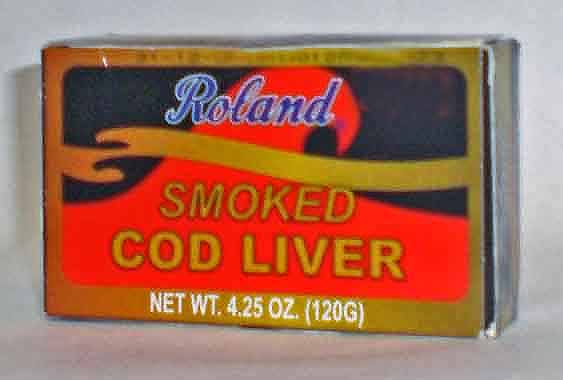 Roland
SMOKED
COD LIVER
NET WT. 4.25 OZ. (120G)